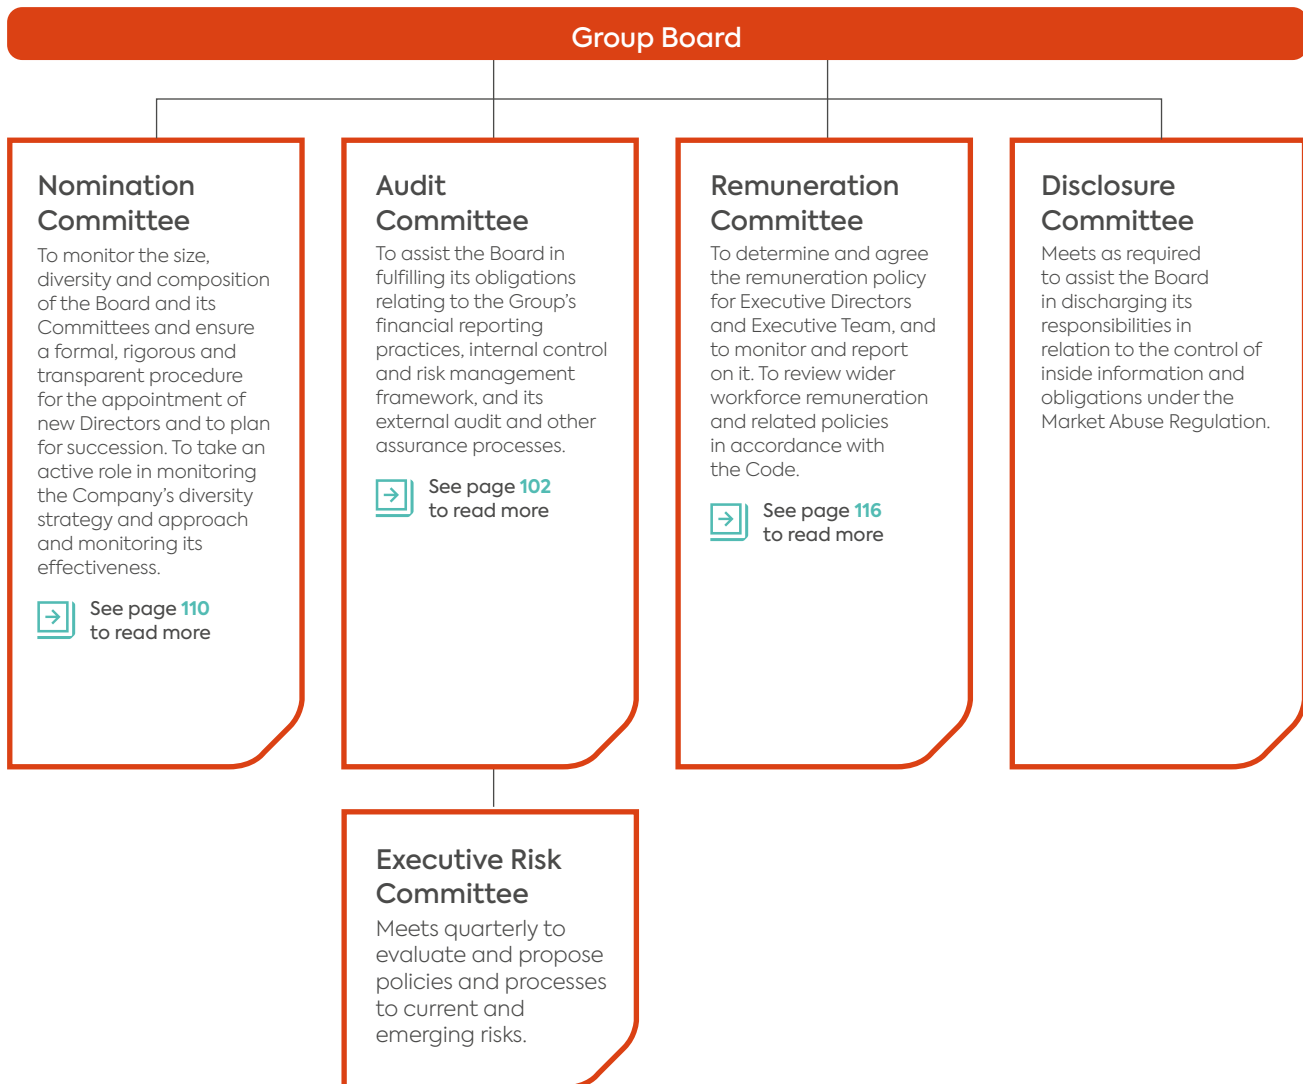 Group Board
Nomination
Committee
To monitor the size,
diversity and composition
of the Board and its
Committees and ensure
a formal, rigorous and
transparent procedure
for the appointment of
new Directors and to plan
for succession. To take an
active role in monitoring
the Company’s diversity
strategy and approach
and monitoring its
effectiveness.
See page 110
to read more
Audit
Committee
To assist the Board in
fulfilling its obligations
relating to the Group’s
financial reporting
practices, internal control
and risk management
framework, and its
external audit and other
assurance processes.
See page 102
to read more
Remuneration
Committee
To determine and agree
the remuneration policy
for Executive Directors
and Executive Team, and
to monitor and report
on it. To review wider
workforce remuneration
and related policies
in accordance with
the Code.
See page 116
to read more
Disclosure
Committee
Meets as required
to assist the Board
in discharging its
responsibilities in
relation to the control of
inside information and
obligations under the
Market Abuse Regulation.
Executive Risk
Committee
Meets quarterly to
evaluate and propose
policies and processes
to current and
emerging risks.